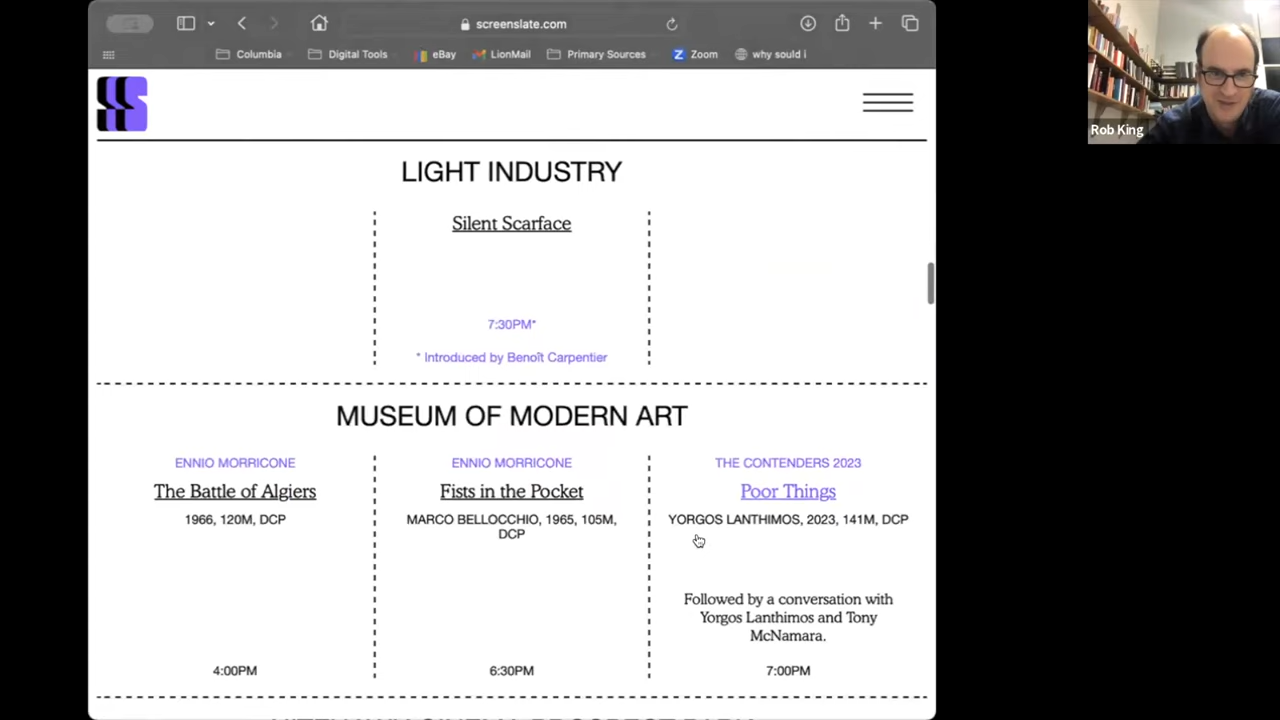 screenslate.com
Columbia
Digital Tools
eBay
LionMail
Primary Sources
Zoom
why sould i
Rob King
LIGHT INDUSTRY
Silent Scarface
7:30PM*
* Introduced by Benoît Carpentier
MUSEUM OF MODERN ART
ENNIO MORRICONE
The Battle of Algiers
1966, 120M, DCP
4:00PM
ENNIO MORRICONE
Fists in the Pocket
MARCO BELLOCCHIO, 1965, 105M,
DCP
6:30PM
THE CONTENDERS 2023
Poor Things
YORGOS LANTHIMOS, 2023, 141M, DCP
Followed by a conversation with
Yorgos Lanthimos and Tony
McNamara.
7:00PM